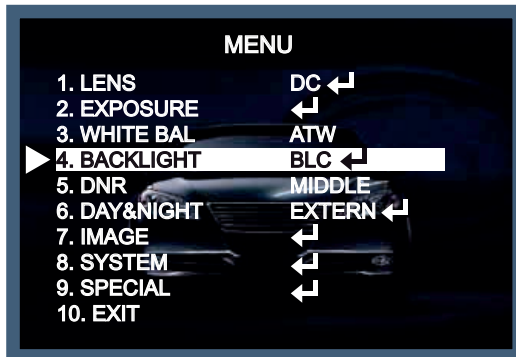 MENU
1. LENS DC
2. EXPOSURE
3. WHITE BAL ATW
4. BACKLIGHT BLC
5. DNR MIDDLE
6. DAY&NIGHT EXTERN
7. IMAGE
8. SYSTEM
9. SPECIAL
10. EXIT